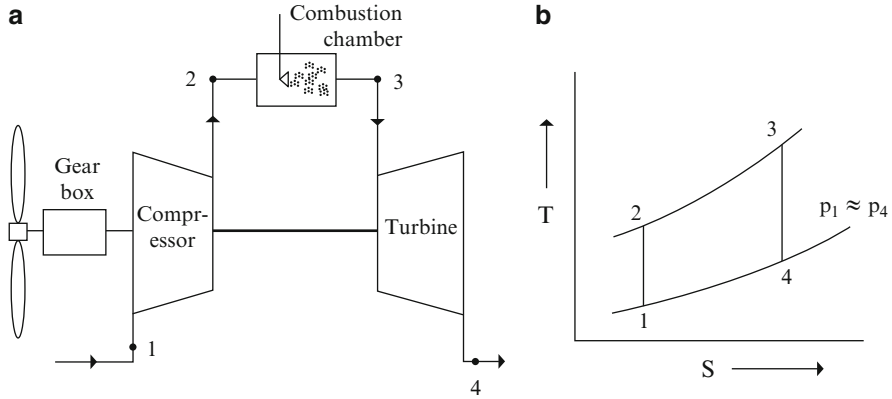 a
Combustion
chamber
2
3
Gear
box
Compr-
essor
Turbine
1
4
b
T
3
2
p₁ ≈ p₄
4
1
S